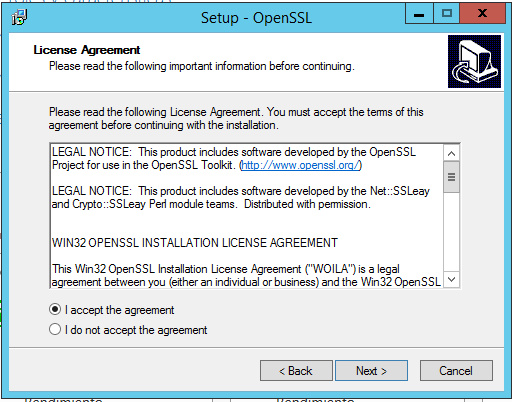 Setup - OpenSSL
License Agreement
Please read the following important information before continuing.
Please read the following License Agreement. You must accept the terms of this
agreement before continuing with the installation.
LEGAL NOTICE:  This product includes software developed by the OpenSSL
Project for use in the OpenSSL Toolkit. (http://www.openssl.org/)
LEGAL NOTICE:  This product includes software developed by the Net::SSLeay
and Crypto::SSLeay Perl module teams.  Distributed with permission.
WIN32 OPENSSL INSTALLATION LICENSE AGREEMENT
This Win32 OpenSSL Installation License Agreement ("WOILA") is a legal
agreement between you (either an individual or business) and the Win32 OpenSSL
I accept the agreement
I do not accept the agreement
< Back Next > Cancel
Rendimiento Rendimiento